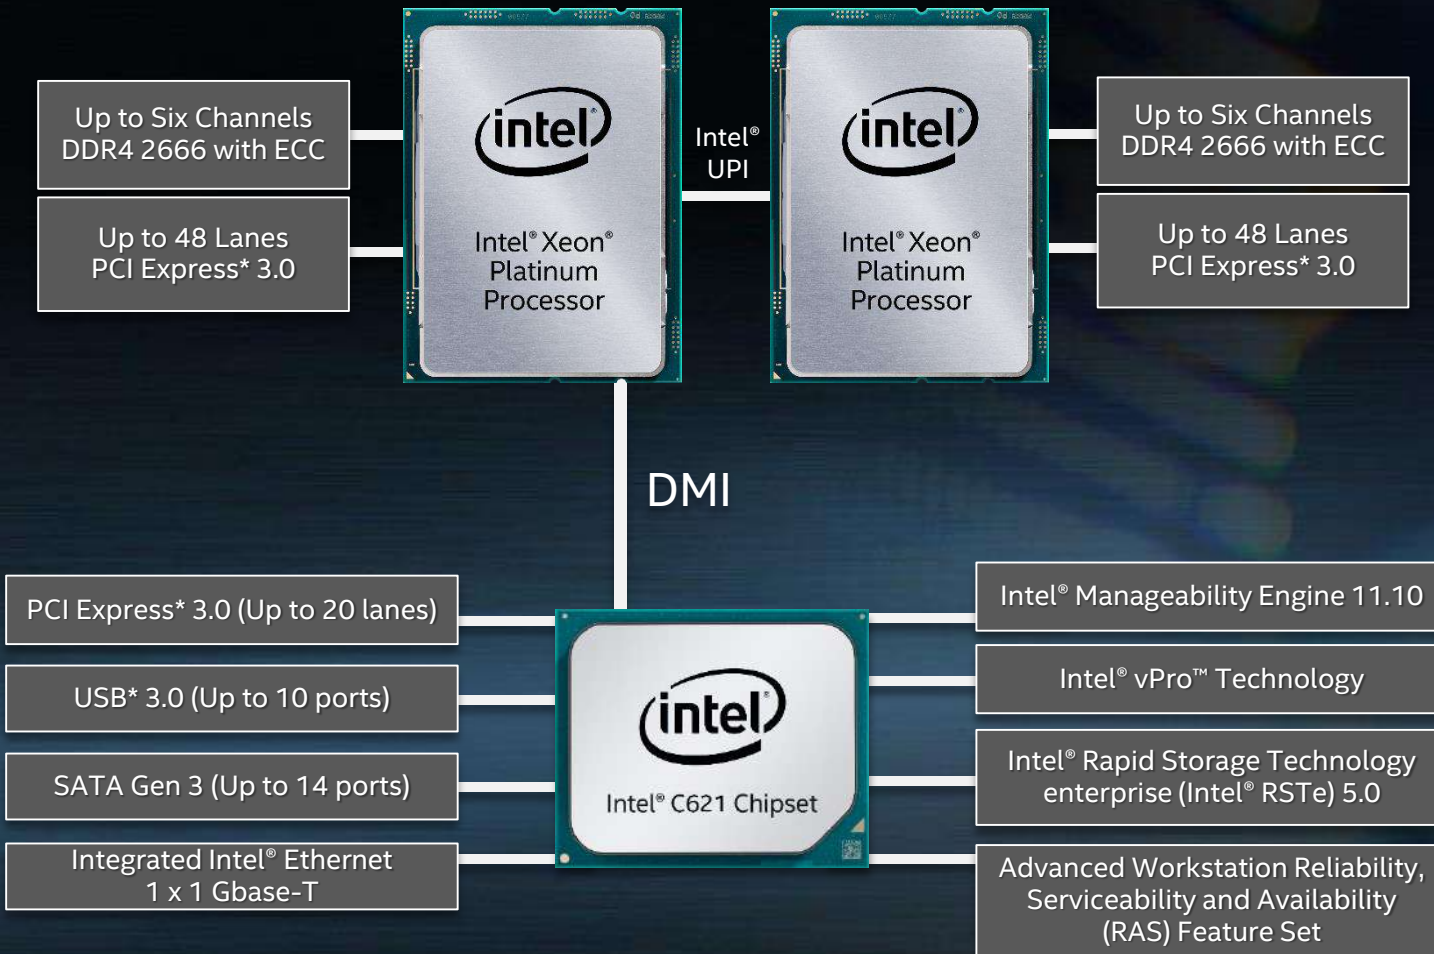 Up to Six Channels
DDR4 2666 with ECC
Up to 48 Lanes
PCI Express* 3.0
intel®
Intel® Xeon®
Platinum
Processor
Intel®
UPI
intel®
Intel® Xeon®
Platinum
Processor
Up to Six Channels
DDR4 2666 with ECC
Up to 48 Lanes
PCI Express* 3.0
DMI
PCI Express* 3.0 (Up to 20 lanes)
USB* 3.0 (Up to 10 ports)
SATA Gen 3 (Up to 14 ports)
Integrated Intel® Ethernet
1 x 1 Gbase-T
intel®
Intel® C621 Chipset
Intel® Manageability Engine 11.10
Intel® vPro™ Technology
Intel® Rapid Storage Technology
enterprise (Intel® RSTe) 5.0
Advanced Workstation Reliability,
Serviceability and Availability
(RAS) Feature Set